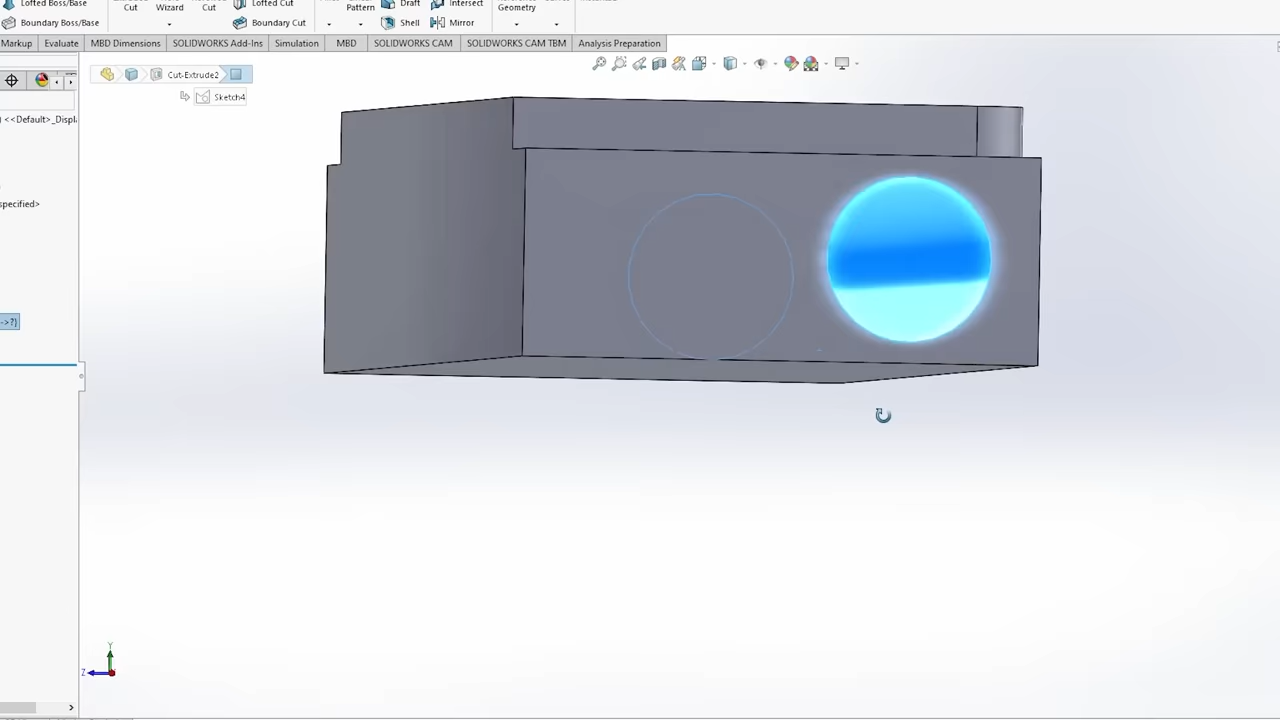 Lofted Boss/Base
Boundary Boss/Base
Cut
Wizard
Cut
Lofted Cut
Boundary Cut
Pattern
Draft
Shell
Intersect
Mirror
Geometry
Markup
Evaluate
MBD Dimensions
SOLIDWORKS Add-Ins
Simulation
MBD
SOLIDWORKS CAM
SOLIDWORKS CAM TBM
Analysis Preparation
Cut-Extrude2
Sketch4
) <<Default>_Displ
specified>
->?}
Y
Z